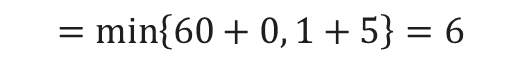 = min{60 + 0, 1 + 5} = 6